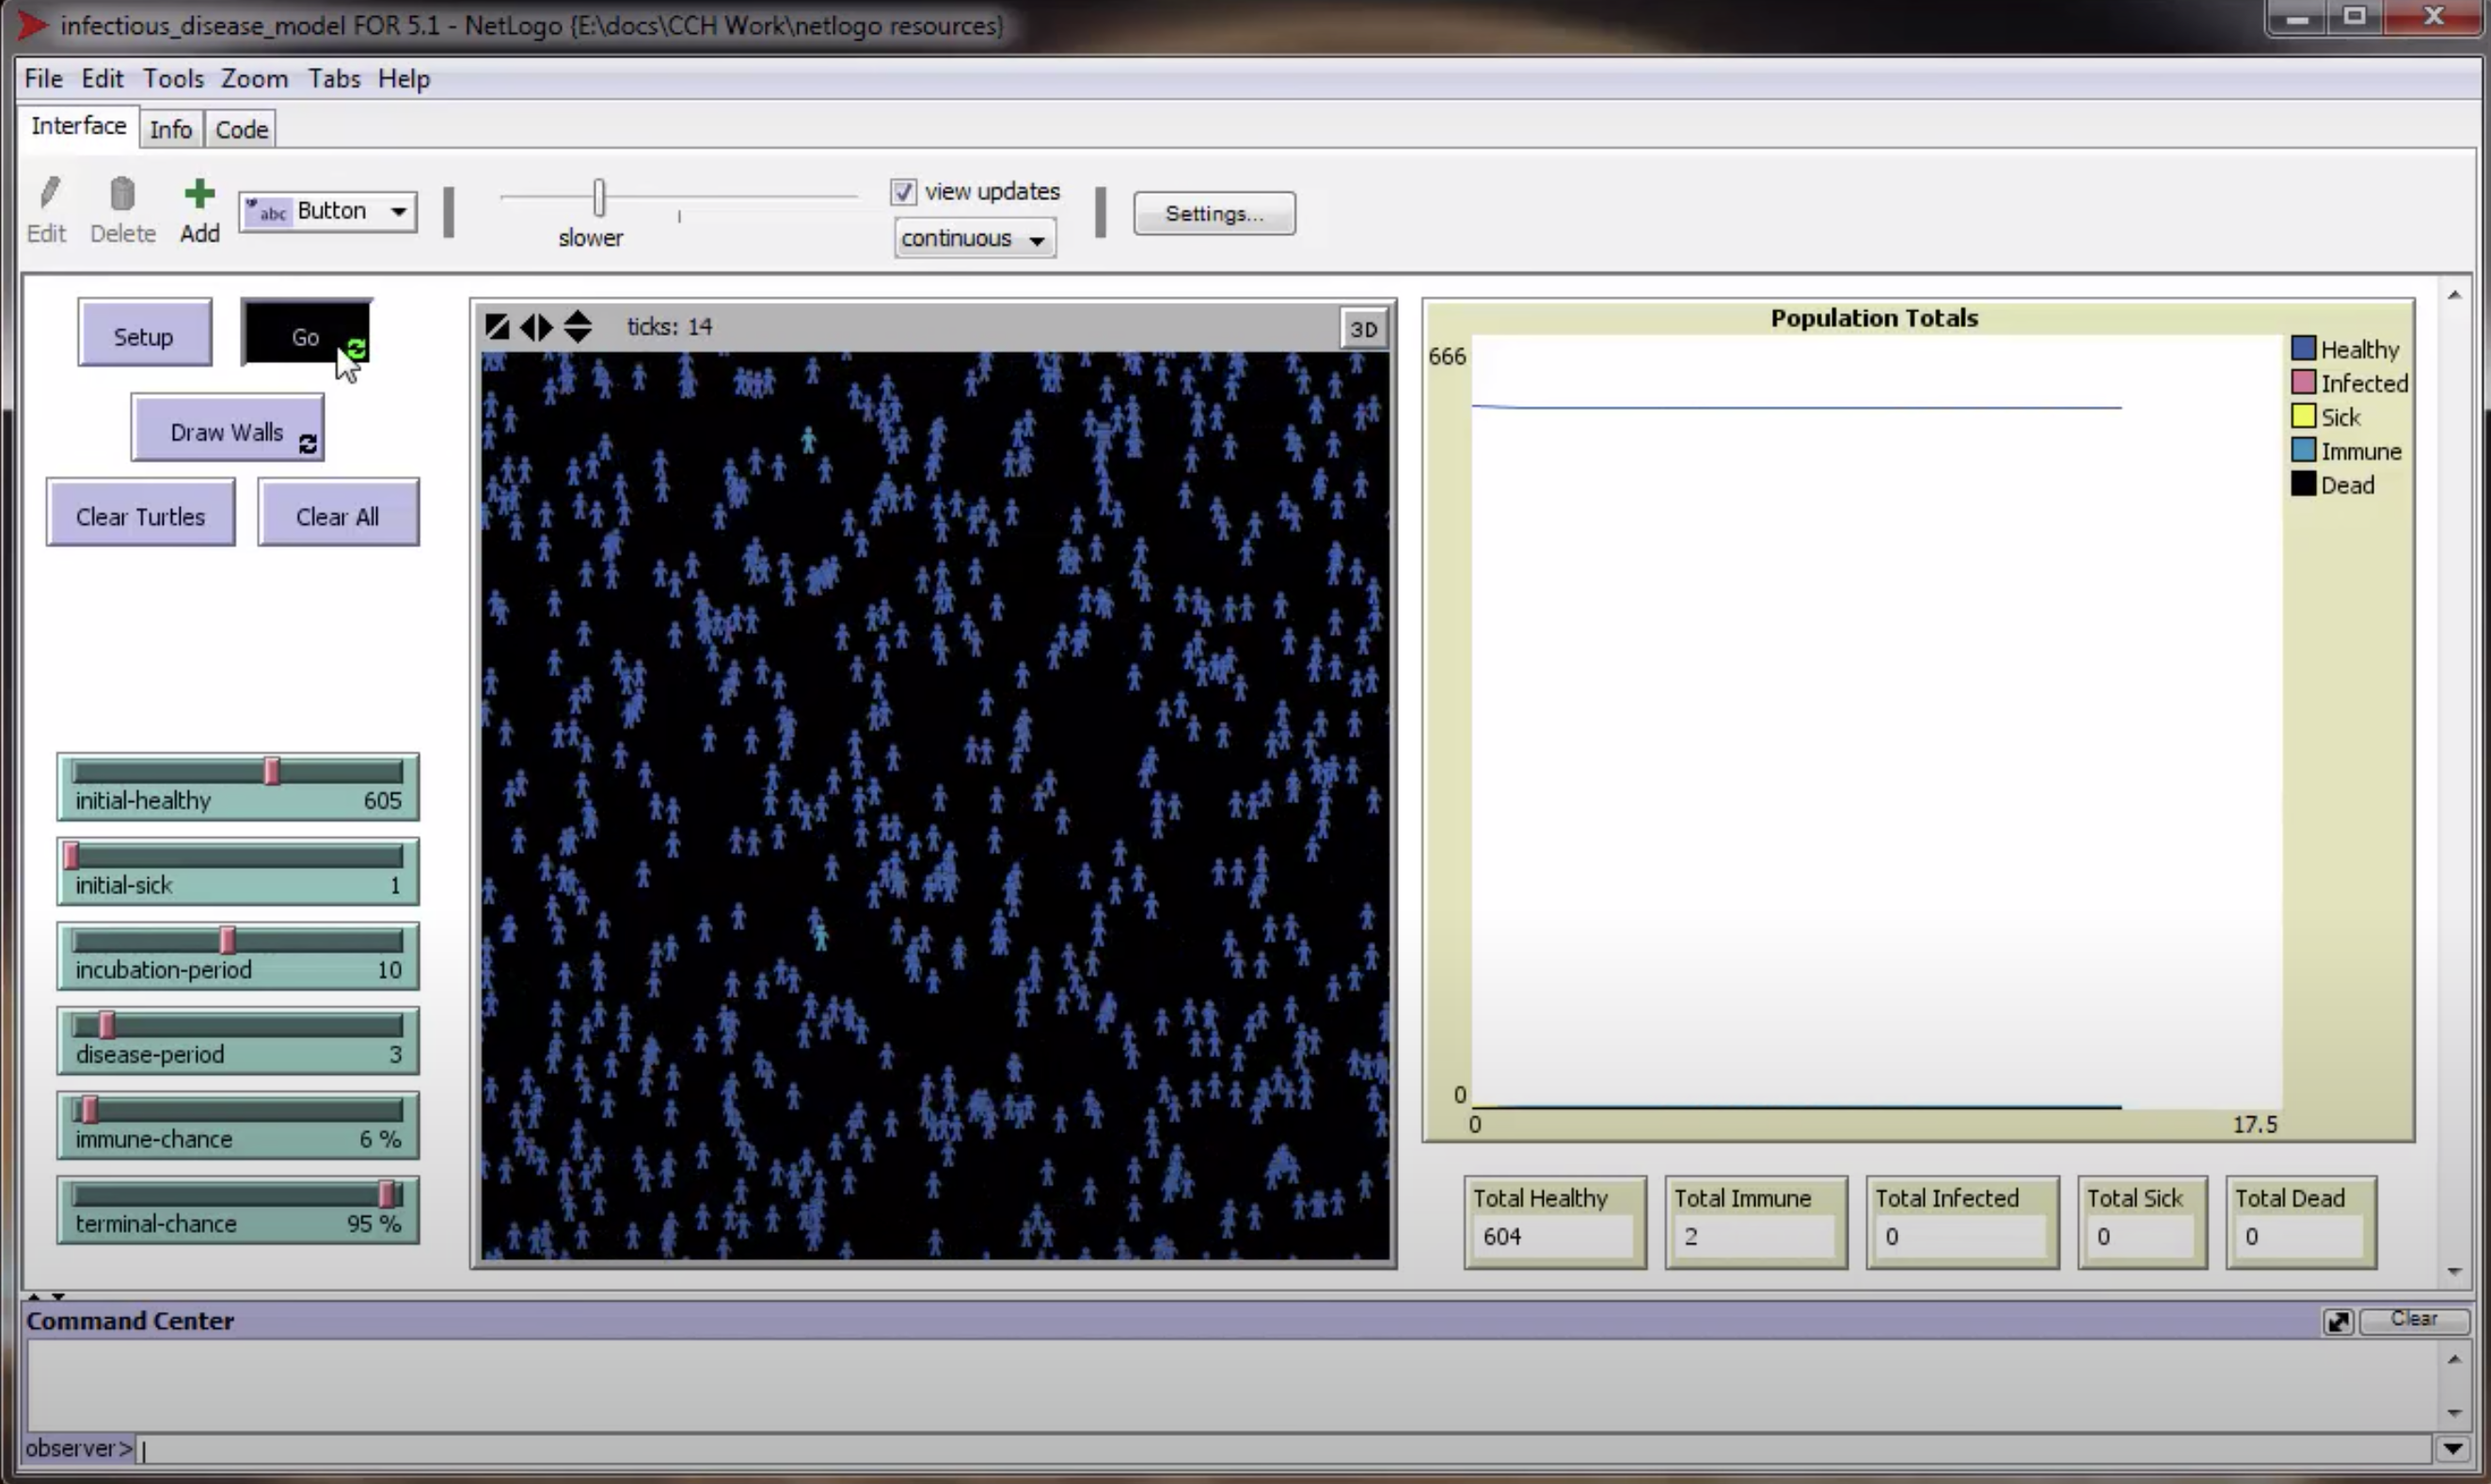 infectious_disease_model FOR 5.1 - NetLogo {E:\docs\CCH Work\netlogo resources}
File Edit Tools Zoom Tabs Help
Interface Info Code
Edit Delete Add abc Button slower view updates continuous Settings...
Setup Go
Draw Walls
Clear Turtles Clear All
initial-healthy 605
initial-sick 1
incubation-period 10
disease-period 3
immune-chance 6 %
terminal-chance 95 %
ticks: 14 3D
Population Totals
666
0
0 17.5
Healthy
Infected
Sick
Immune
Dead
Total Healthy
604
Total Immune
2
Total Infected
0
Total Sick
0
Total Dead
0
Command Center Clear
observer>